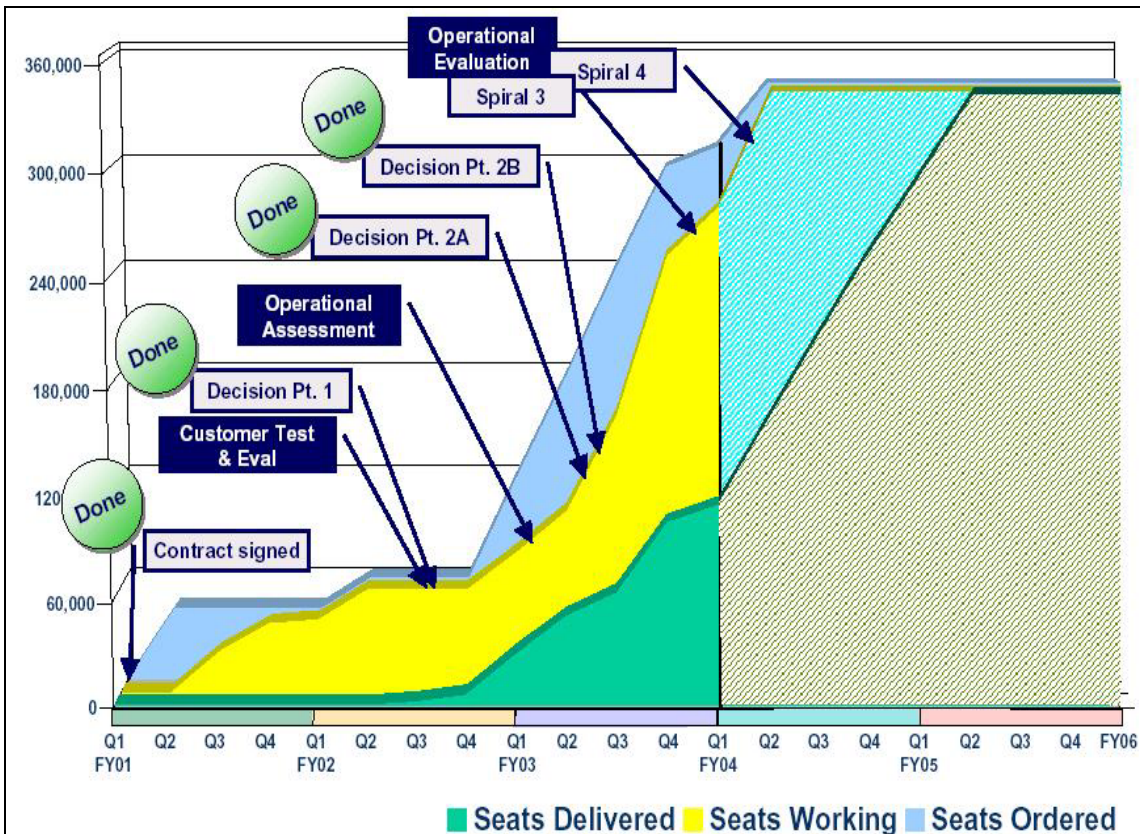 Operational
Evaluation
Spiral 4
Spiral 3
360,000
Done
Decision Pt. 2B
300,000
Done
Decision Pt. 2A
240,000
Operational
Assessment
Done
180,000
Decision Pt. 1
Customer Test
& Eval
120
Done
Contract signed
60,000
0
Q1 Q2 Q3 Q4 Q1 Q2 Q3 Q4 Q1 Q2 Q3 Q4 Q1 Q2 Q3 Q4 Q1 Q2 Q3 Q4 FY06
FY01 FY02 FY03 FY04 FY05
Seats Delivered Seats Working Seats Ordered